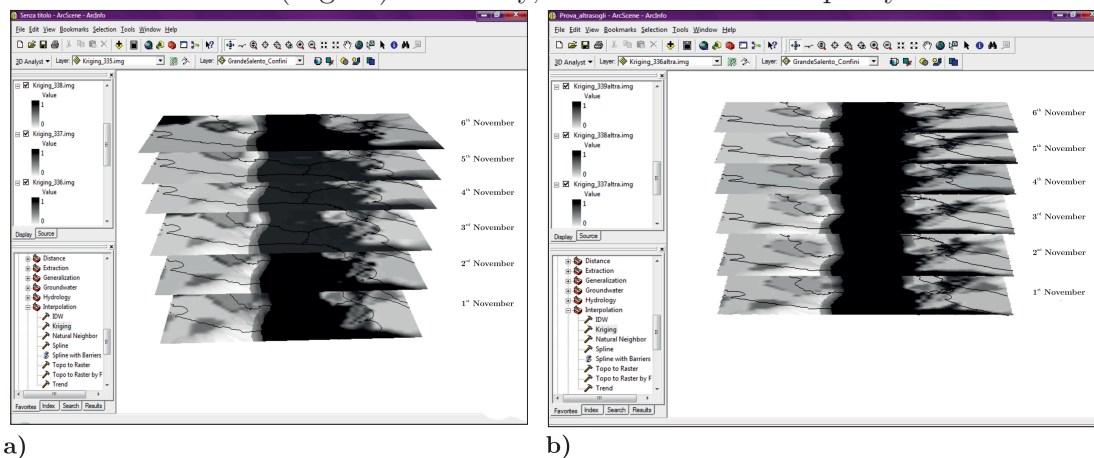 Senza titolo - ArcScene - ArcInfo
File Edit View Bookmarks Selection Tools Window Help
3D Analyst Layer: Kriging_335.img Layer: GrandeSalento_Confini
Kriging_338.img
Value
1
0
Kriging_337.img
Value
1
0
Kriging_336.img
Value
1
0
Display Source
Distance
Extraction
Generalization
Groundwater
Hydrology
Interpolation
IDW
Kriging
Natural Neighbor
Spline
Spline with Barriers
Topo to Raster
Topo to Raster by F
Trend
Favorites Index Search Results
6th November
5th November
4th November
3rd November
2nd November
1st November
a)
Prova_altrasogli - ArcScene - ArcInfo
File Edit View Bookmarks Selection Tools Window Help
3D Analyst Layer: Kriging_336altra.img Layer: GrandeSalento_Confini
Kriging_339altra.img
Value
1
0
Kriging_338altra.img
Value
1
0
Kriging_337altra.img
Value
1
0
Display Source
Distance
Extraction
Generalization
Groundwater
Hydrology
Interpolation
IDW
Kriging
Natural Neighbor
Spline
Spline with Barriers
Topo to Raster
Topo to Raster by F
Trend
Favorites Index Search Results
6th November
5th November
4th November
3rd November
2nd November
1st November
b)